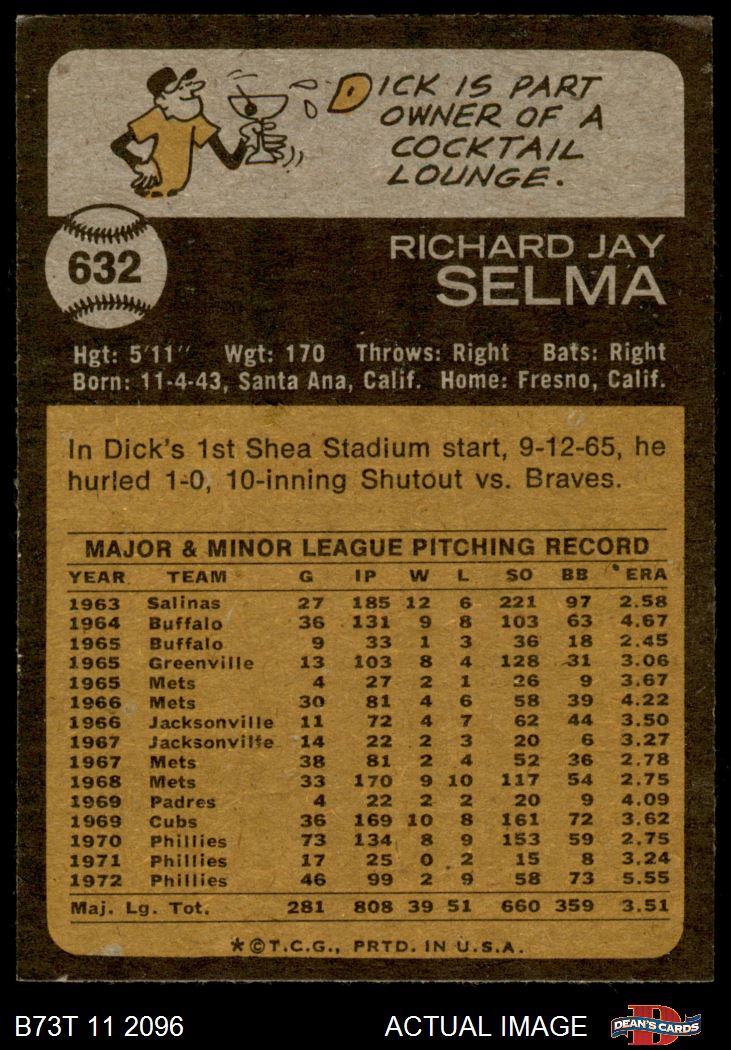 DICK IS PART
OWNER OF A
COCKTAIL
LOUNGE.
632
RICHARD JAY
SELMA
Hgt: 5'11" Wgt: 170 Throws: Right Bats: Right
Born: 11-4-43, Santa Ana, Calif. Home: Fresno, Calif.
In Dick's 1st Shea Stadium start, 9-12-65, he
hurled 1-0, 10-inning Shutout vs. Braves.
MAJOR & MINOR LEAGUE PITCHING RECORD
YEAR TEAM G IP W L SO BB ERA
1963 Salinas 27 185 12 6 221 97 2.58
1964 Buffalo 36 131 9 8 103 63 4.67
1965 Buffalo 9 33 1 3 36 18 2.45
1965 Greenville 13 103 8 4 128 31 3.06
1965 Mets 4 27 2 1 26 9 3.67
1966 Mets 30 81 4 6 58 39 4.22
1966 Jacksonville 11 72 4 7 62 44 3.50
1967 Jacksonville 14 22 2 3 20 6 3.27
1967 Mets 38 81 2 4 52 36 2.78
1968 Mets 33 170 9 10 117 54 2.75
1969 Padres 4 22 2 2 20 9 4.09
1969 Cubs 36 169 10 8 161 72 3.62
1970 Phillies 73 134 8 9 153 59 2.75
1971 Phillies 17 25 0 2 15 8 3.24
1972 Phillies 46 99 2 9 58 73 5.55
Maj. Lg. Tot. 281 808 39 51 660 359 3.51
*©T.C.G., PRTD. IN U.S.A.
B73T 11 2096 ACTUAL IMAGE
D
DEAN'S CARDS